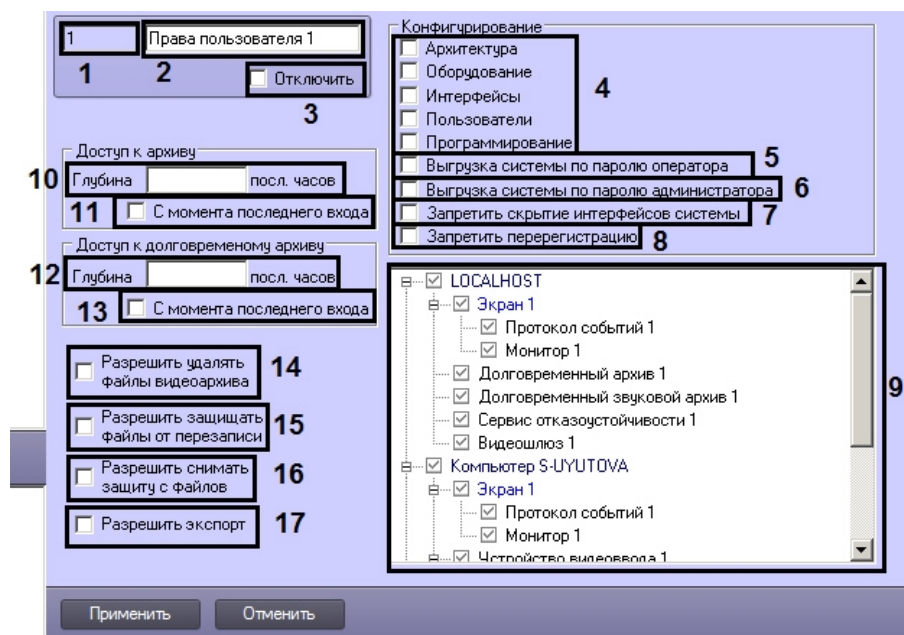 1
Права пользователя 1
1
2
Отключить
3
Конфигурирование
Архитектура
Оборудование
Интерфейсы
Пользователи
Программирование
4
Выгрузка системы по паролю оператора
5
Выгрузка системы по паролю администратора
6
Запретить скрытие интерфейсов системы
7
Запретить перерегистрацию
8
Доступ к архиву
10
Глубина
посл. часов
11
С момента последнего входа
Доступ к долговременому архиву
12
Глубина
посл. часов
13
С момента последнего входа
Разрешить удалять
файлы видеоархива
14
Разрешить защищать
файлы от перезаписи
15
Разрешить снимать
защиту с файлов
16
Разрешить экспорт
17
LOCALHOST
Экран 1
Протокол событий 1
Монитор 1
Долговременный архив 1
Долговременный звуковой архив 1
Сервис отказоустойчивости 1
Видеошлюз 1
Компьютер S-UYUTOVA
Экран 1
Протокол событий 1
Монитор 1
Устройство видеоввода 1
9
Применить
Отменить